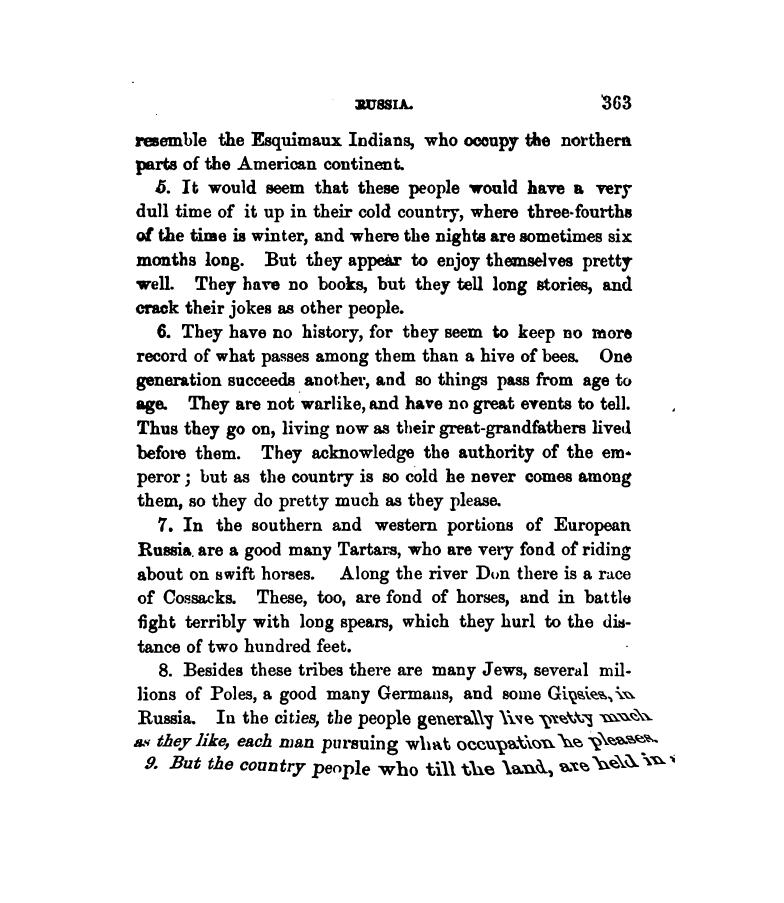 RUSSIA. 363
resemble the Esquimaux Indians, who occupy the northern
parts of the American continent.
5. It would seem that these people would have a very
dull time of it up in their cold country, where three-fourths
of the time is winter, and where the nights are sometimes six
months long. But they appear to enjoy themselves pretty
well. They have no books, but they tell long stories, and
crack their jokes as other people.
6. They have no history, for they seem to keep no more
record of what passes among them than a hive of bees. One
generation succeeds another, and so things pass from age to
age. They are not warlike, and have no great events to tell.
Thus they go on, living now as their great-grandfathers lived
before them. They acknowledge the authority of the em-
peror; but as the country is so cold he never comes among
them, so they do pretty much as they please.
7. In the southern and western portions of European
Russia are a good many Tartars, who are very fond of riding
about on swift horses. Along the river Don there is a race
of Cossacks. These, too, are fond of horses, and in battle
fight terribly with long spears, which they hurl to the dis-
tance of two hundred feet.
8. Besides these tribes there are many Jews, several mil-
lions of Poles, a good many Germans, and some Gipsies, in
Russia. In the cities, the people generally live pretty much
as they like, each man pursuing what occupation he pleases.
9. But the country people who till the land, are held in